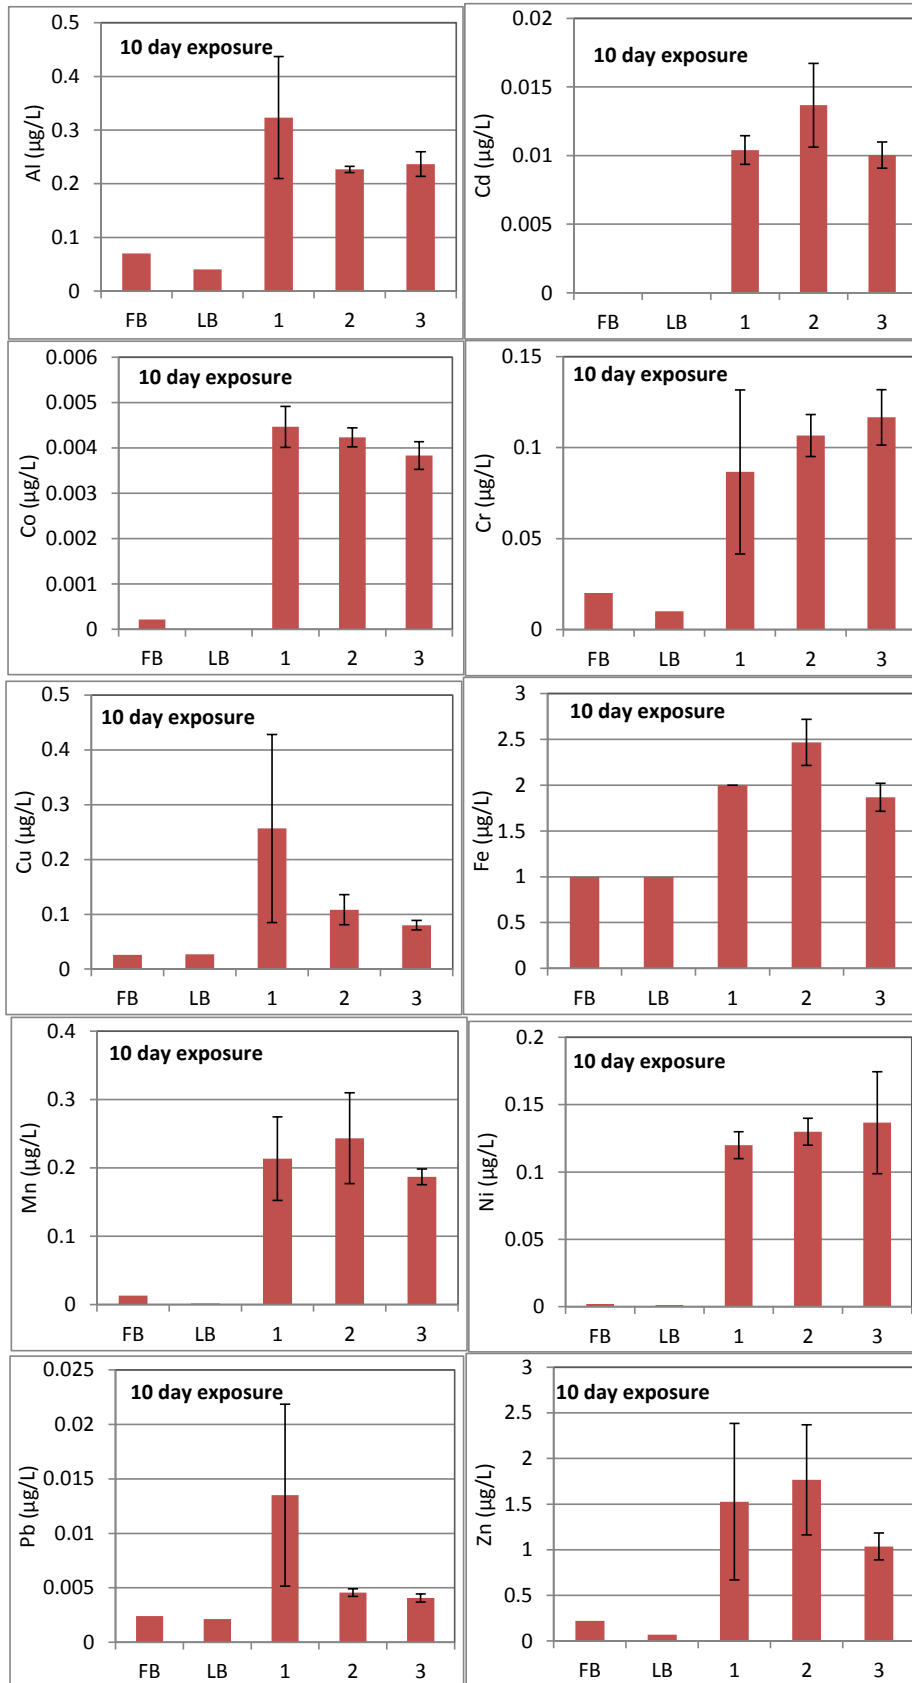 10 day exposure
Al (µg/L)
0.5
0.4
0.3
0.2
0.1
0
FB LB 1 2 3
10 day exposure
Cd (µg/L)
0.02
0.015
0.01
0.005
0
FB LB 1 2 3
10 day exposure
Co (µg/L)
0.006
0.005
0.004
0.003
0.002
0.001
0
FB LB 1 2 3
10 day exposure
Cr (µg/L)
0.15
0.1
0.05
0
FB LB 1 2 3
10 day exposure
Cu (µg/L)
0.5
0.4
0.3
0.2
0.1
0
FB LB 1 2 3
10 day exposure
Fe (µg/L)
3
2.5
2
1.5
1
0.5
0
FB LB 1 2 3
10 day exposure
Mn (µg/L)
0.4
0.3
0.2
0.1
0
FB LB 1 2 3
10 day exposure
Ni (µg/L)
0.2
0.15
0.1
0.05
0
FB LB 1 2 3
10 day exposure
Pb (µg/L)
0.025
0.02
0.015
0.01
0.005
0
FB LB 1 2 3
10 day exposure
Zn (µg/L)
3
2.5
2
1.5
1
0.5
0
FB LB 1 2 3